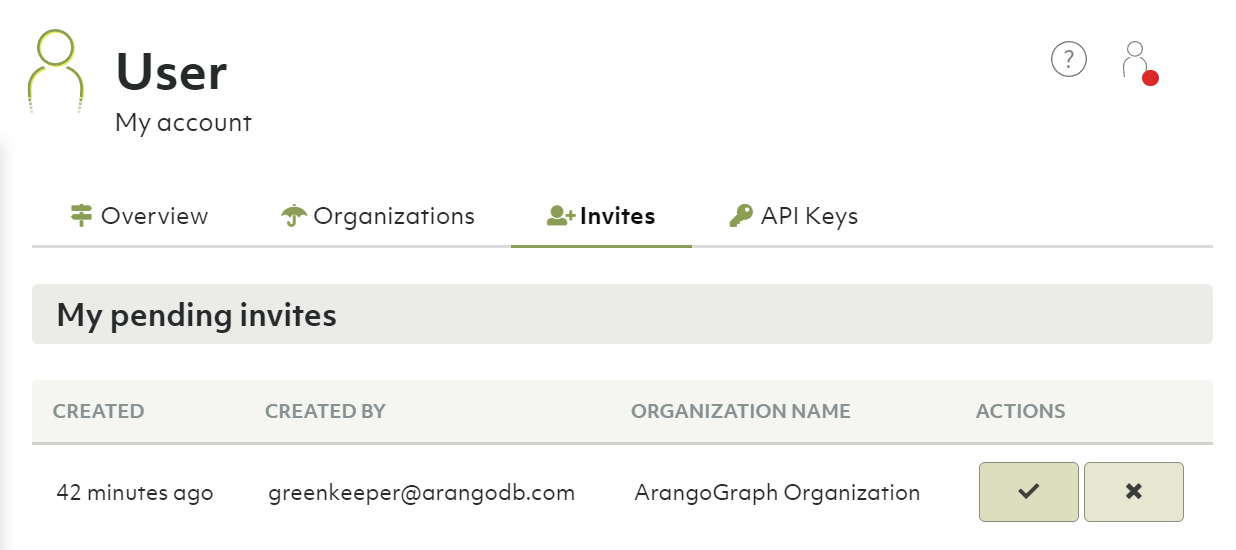 User
?
My account
Overview
Organizations
Invites
API Keys
My pending invites
CREATED
CREATED BY
ORGANIZATION NAME
ACTIONS
42 minutes ago
greenkeeper@arangodb.com
ArangoGraph Organization